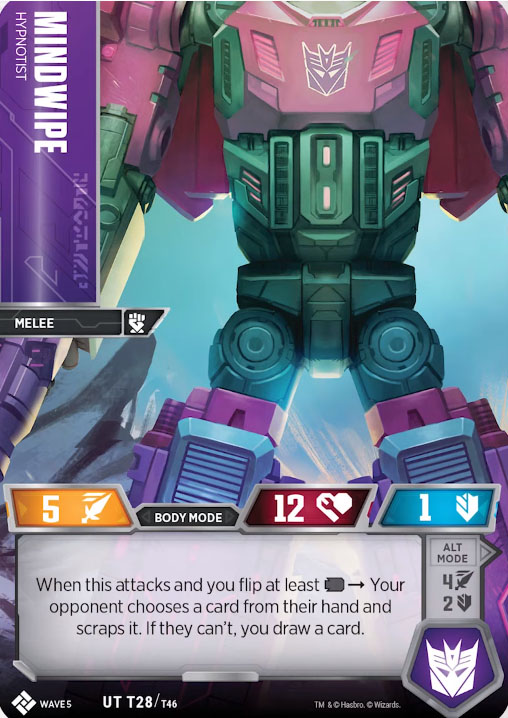 MINDWIPE
HYPNOTIST
MELEE
5
BODY MODE
12
1
When this attacks and you flip at least → Your
opponent chooses a card from their hand and
scraps it. If they can't, you draw a card.
ALT
MODE
4
2
WAVE 5
UT T28/T46
TM & © Hasbro. © Wizards.